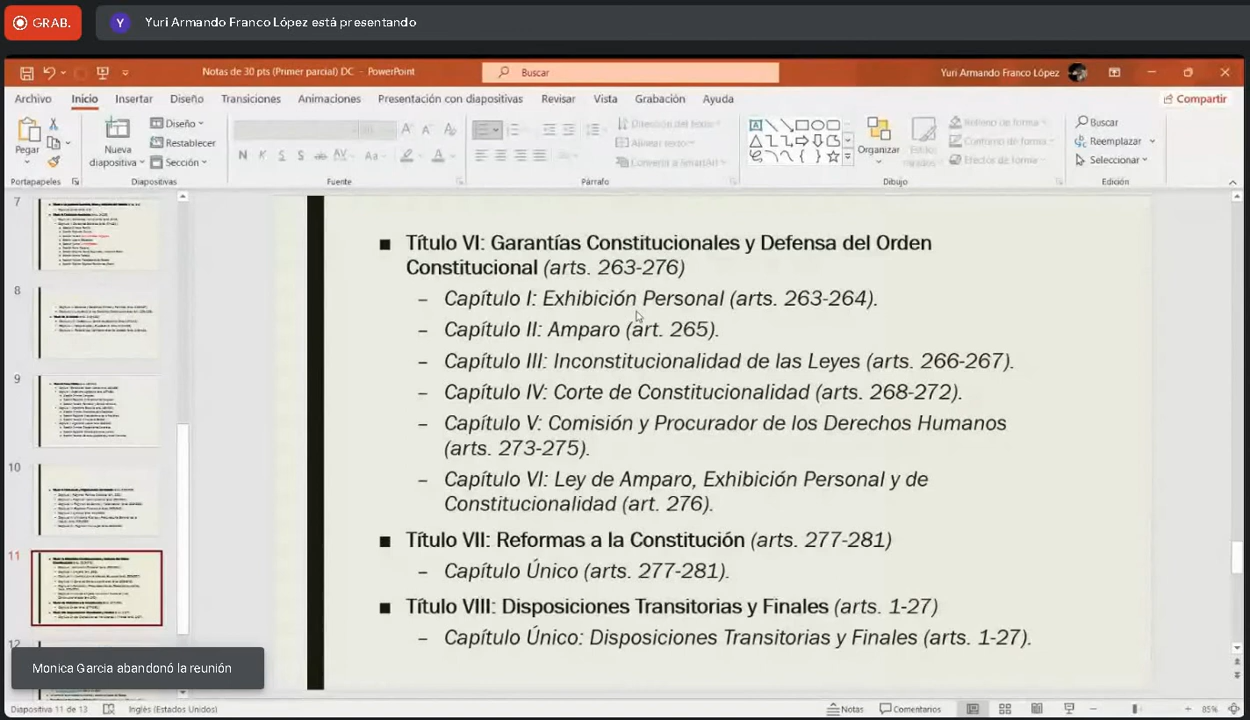 GRAB.
Y
Yuri Armando Franco López está presentando
Notas de 30 pts (Primer parcial) DC - PowerPoint
Buscar
Yuri Armando Franco López
Archivo Inicio Insertar Diseño Transiciones Animaciones Presentación con diapositivas Revisar Vista Grabación Ayuda Compartir
Pegar
Nueva diapositiva
Diseño
Restablecer
Sección
Organizar
Buscar
Reemplazar
Seleccionar
Portapapeles Diapositivas Fuente Párrafo Dibujo Edición
7
8
9
10
11
12
■ Título VI: Garantías Constitucionales y Defensa del Orden
Constitucional (arts. 263-276)
– Capítulo I: Exhibición Personal (arts. 263-264).
– Capítulo II: Amparo (art. 265).
– Capítulo III: Inconstitucionalidad de las Leyes (arts. 266-267).
– Capítulo IV: Corte de Constitucionalidad (arts. 268-272).
– Capítulo V: Comisión y Procurador de los Derechos Humanos
(arts. 273-275).
– Capítulo VI: Ley de Amparo, Exhibición Personal y de
Constitucionalidad (art. 276).
■ Título VII: Reformas a la Constitución (arts. 277-281)
– Capítulo Único (arts. 277-281).
■ Título VIII: Disposiciones Transitorias y Finales (arts. 1-27)
– Capítulo Único: Disposiciones Transitorias y Finales (arts. 1-27).
Monica Garcia abandonó la reunión
Diapositiva 11 de 13 Inglés (Estados Unidos) Notas Comentarios 85%